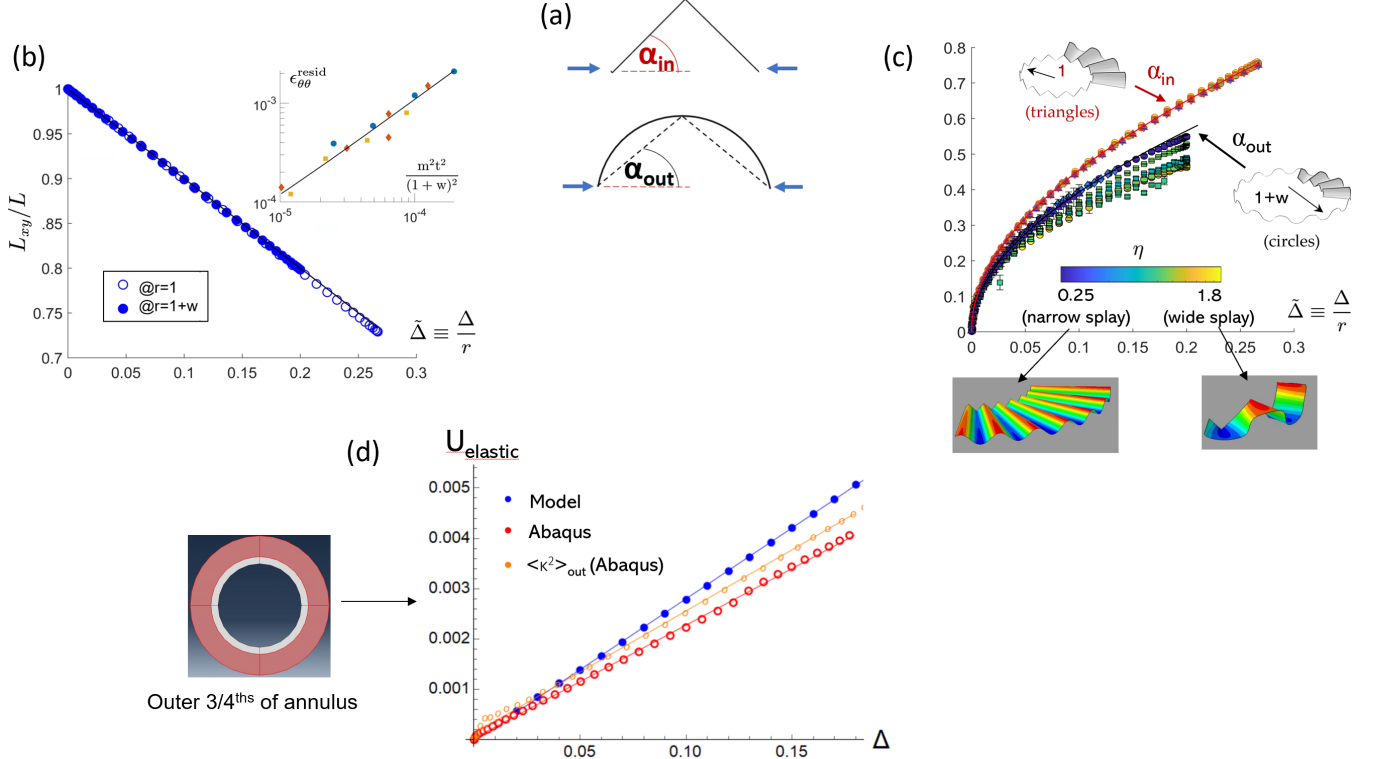 (a)
αin
αout
(b)
1
0.95
0.9
0.85
0.8
0.75
0.7
Lxy/L
0
0.05
0.1
0.15
0.2
0.25
0.3
Δ̃ ≡ Δ/r
@r=1
@r=1+w
ϵθθ^resid
10^-3
10^-4
10^-5
10^-4
m²t²/(1 + w)²
(c)
0.8
0.7
0.6
0.5
0.4
0.3
0.2
0.1
0
1
(triangles)
αin
αout
1+w
(circles)
η
0.25
1.8
(narrow splay)
(wide splay)
Δ̃ ≡ Δ/r
0
0.05
0.1
0.15
0.2
0.3
(d)
Uelastic
0.005
0.004
0.003
0.002
0.001
Model
Abaqus
<κ²>out (Abaqus)
0.05
0.10
0.15
Δ
Outer 3/4ths of annulus